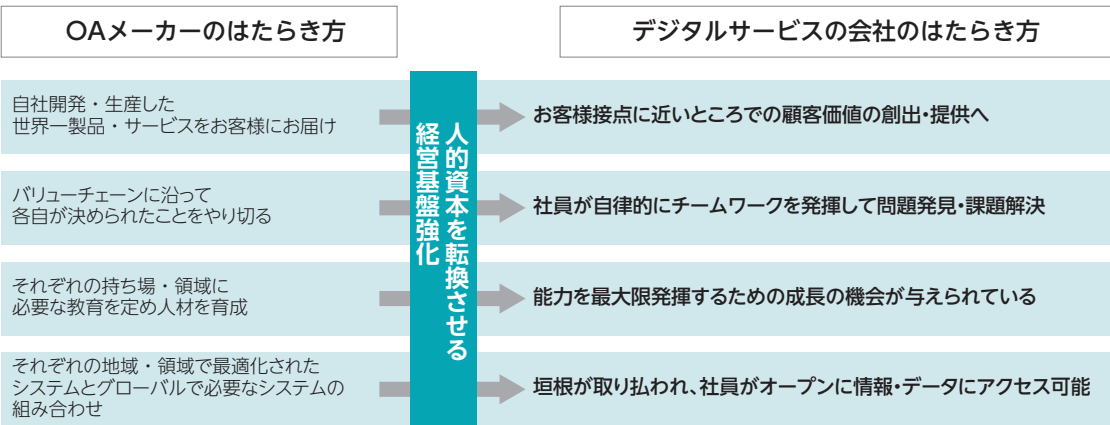 OAメーカーのはたらき方
デジタルサービスの会社のはたらき方
自社開発・生産した
世界一製品・サービスをお客様にお届け
お客様接点に近いところでの顧客価値の創出・提供へ
バリューチェーンに沿って
各自が決められたことをやり切る
社員が自律的にチームワークを発揮して問題発見・課題解決
それぞれの持ち場・領域に
必要な教育を定め人材を育成
能力を最大限発揮するための成長の機会が与えられている
それぞれの地域・領域で最適化された
システムとグローバルで必要なシステムの
組み合わせ
垣根が取り払われ、社員がオープンに情報・データにアクセス可能
人的資本を転換させる
経営基盤強化